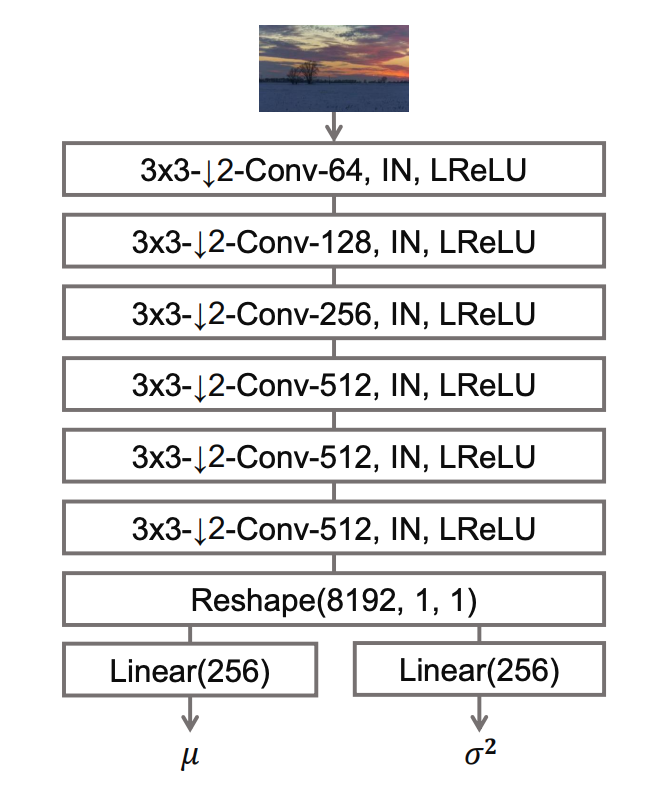 3x3-↓2-Conv-64, IN, LReLU
3x3-↓2-Conv-128, IN, LReLU
3x3-↓2-Conv-256, IN, LReLU
3x3-↓2-Conv-512, IN, LReLU
3x3-↓2-Conv-512, IN, LReLU
3x3-↓2-Conv-512, IN, LReLU
Reshape(8192, 1, 1)
Linear(256) Linear(256)
μ σ²